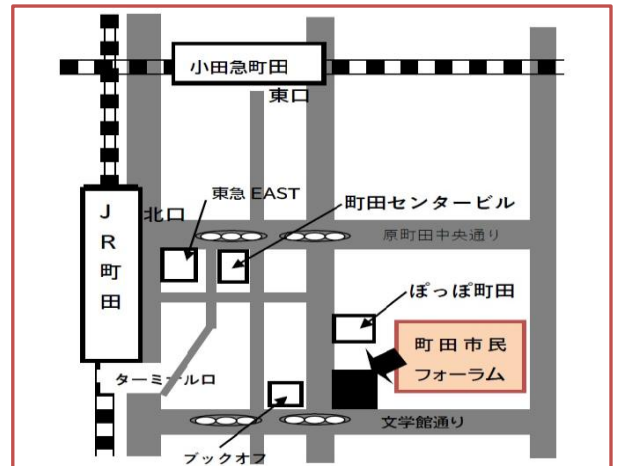 小田急町田
東口
東急 EAST
町田センタービル
北口
JR町田
原町田中央通り
ぽっぽ町田
町田市民
フォーラム
ターミナル口
文学館通り
ブックオフ